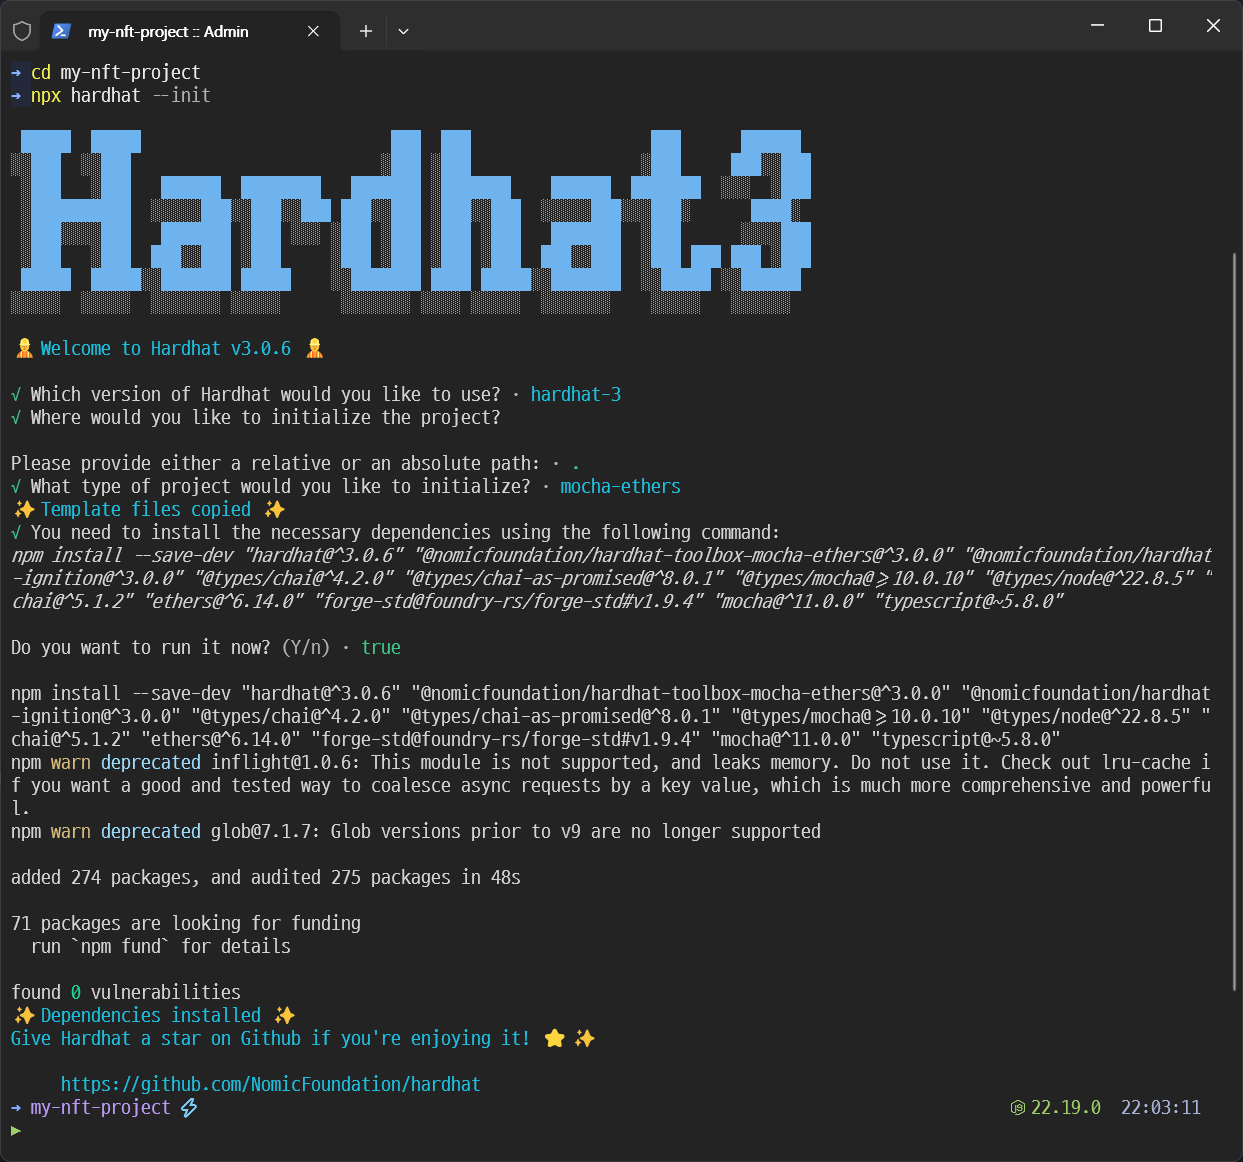 my-nft-project :: Admin
➜ cd my-nft-project
➜ npx hardhat --init
Hardhat 3
👷 Welcome to Hardhat v3.0.6 👷
√ Which version of Hardhat would you like to use? · hardhat-3
√ Where would you like to initialize the project?
Please provide either a relative or an absolute path: · .
√ What type of project would you like to initialize? · mocha-ethers
✨ Template files copied ✨
√ You need to install the necessary dependencies using the following command:
npm install --save-dev "hardhat@^3.0.6" "@nomicfoundation/hardhat-toolbox-mocha-ethers@^3.0.0" "@nomicfoundation/hardhat
-ignition@^3.0.0" "@types/chai@^4.2.0" "@types/chai-as-promised@^8.0.1" "@types/mocha@>=10.0.10" "@types/node@^22.8.5" "
chai@^5.1.2" "ethers@^6.14.0" "forge-std@foundry-rs/forge-std#v1.9.4" "mocha@^11.0.0" "typescript@~5.8.0"
Do you want to run it now? (Y/n) · true
npm install --save-dev "hardhat@^3.0.6" "@nomicfoundation/hardhat-toolbox-mocha-ethers@^3.0.0" "@nomicfoundation/hardhat
-ignition@^3.0.0" "@types/chai@^4.2.0" "@types/chai-as-promised@^8.0.1" "@types/mocha@>=10.0.10" "@types/node@^22.8.5" "
chai@^5.1.2" "ethers@^6.14.0" "forge-std@foundry-rs/forge-std#v1.9.4" "mocha@^11.0.0" "typescript@~5.8.0"
npm warn deprecated inflight@1.0.6: This module is not supported, and leaks memory. Do not use it. Check out lru-cache i
f you want a good and tested way to coalesce async requests by a key value, which is much more comprehensive and powerfu
l.
npm warn deprecated glob@7.1.7: Glob versions prior to v9 are no longer supported
added 274 packages, and audited 275 packages in 48s
71 packages are looking for funding
run `npm fund` for details
found 0 vulnerabilities
✨ Dependencies installed ✨
Give Hardhat a star on Github if you're enjoying it! ⭐ ✨
https://github.com/NomicFoundation/hardhat
➜ my-nft-project 22.19.0 22:03:11